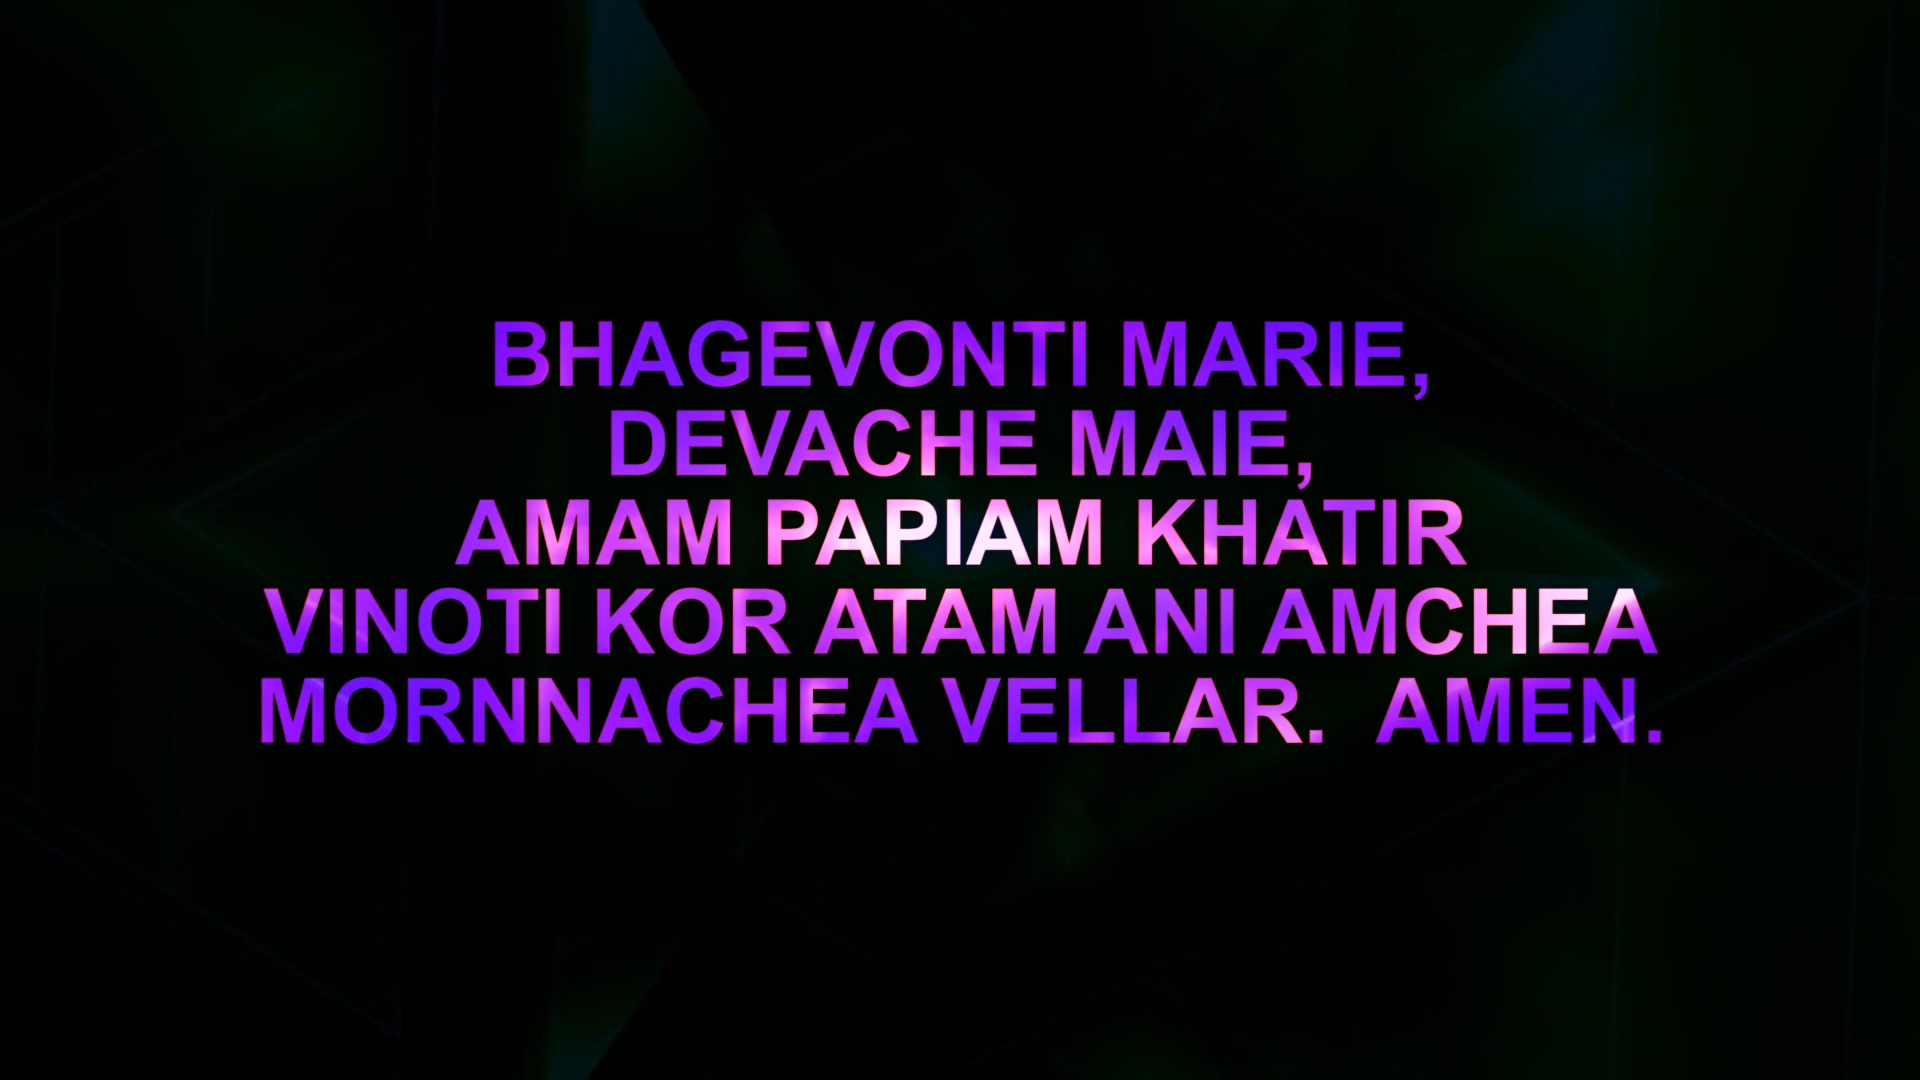 BHAGEVONTI MARIE,
DEVACHE MAIE,
AMAM PAPIAM KHATIR
VINOTI KOR ATAM ANI AMCHEA
MORNNACHEA VELLAR.  AMEN.